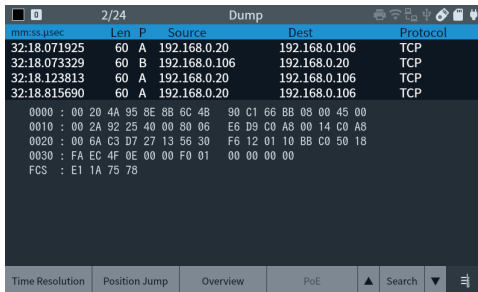 0 2/24 Dump
mm:ss.μsec Len P Source Dest Protocol
32:18.071925 60 A 192.168.0.20 192.168.0.106 TCP
32:18.073329 60 B 192.168.0.106 192.168.0.20 TCP
32:18.123813 60 A 192.168.0.20 192.168.0.106 TCP
32:18.815690 60 A 192.168.0.20 192.168.0.106 TCP
0000 : 00 20 4A 95 8E 8B 6C 4B 90 C1 66 BB 08 00 45 00
0010 : 00 2A 92 25 40 00 80 06 E6 D9 C0 A8 00 14 C0 A8
0020 : 00 6A C3 D7 27 13 56 30 F6 12 01 10 BB C0 50 18
0030 : FA EC 4F 0E 00 00 F0 01 00 00 00 00
FCS : E1 1A 75 78
Time Resolution Position Jump Overview PoE ▲ Search ▼